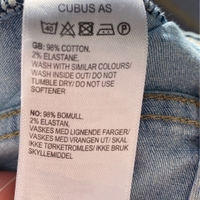 CUBUS AS
40
GB: 98% COTTON.
2% ELASTANE.
WASH WITH SIMILAR COLOURS/
WASH INSIDE OUT/ DO NOT
TUMBLE DRY/ DO NOT USE
SOFTENER
NO: 98% BOMULL.
2% ELASTAN.
VASKES MED LIGNENDE FARGER/
VASKES MED VRANGEN UT/ SKAL
IKKE TØRKETROMLES/ IKKE BRUK
SKYLLEMIDDEL